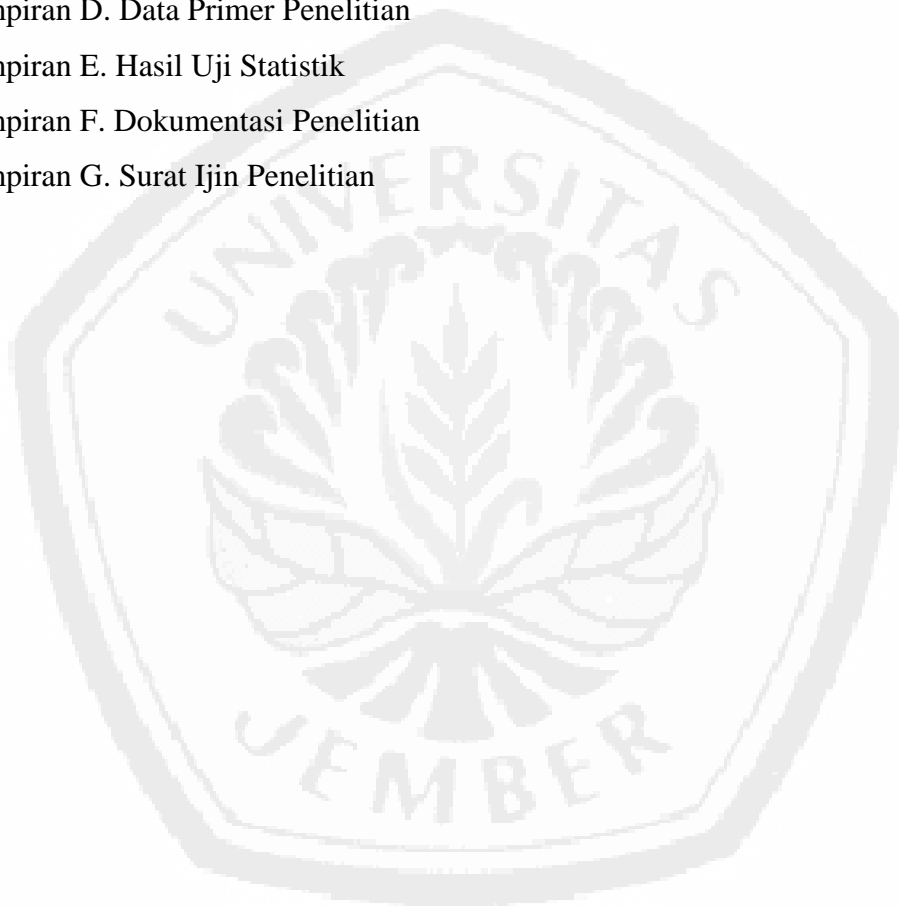 npiran D. Data Primer Penelitian
npiran E. Hasil Uji Statistik
npiran F. Dokumentasi Penelitian
npiran G. Surat Ijin Penelitian
UNIVERSITAS
JEMBER